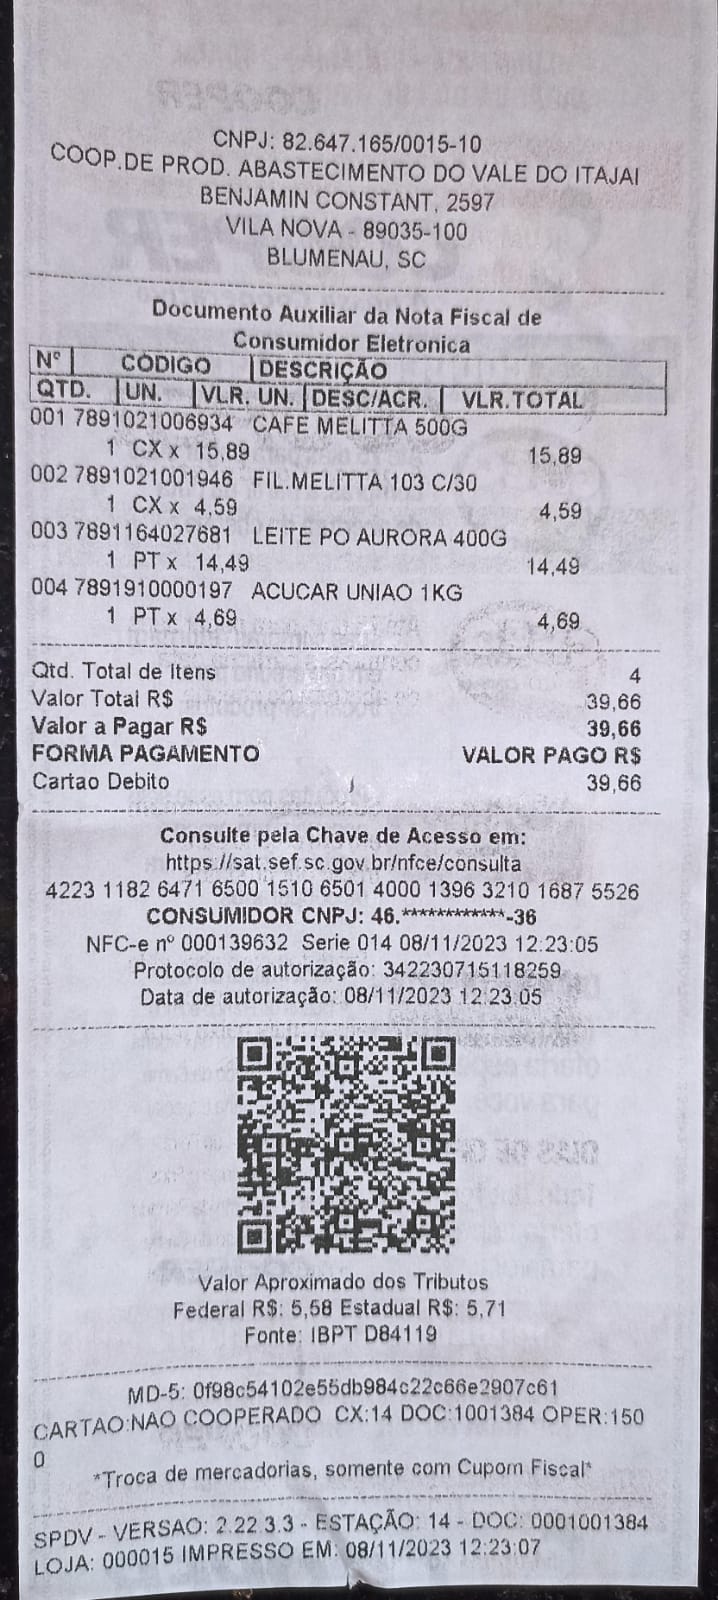 CNPJ: 82.647.165/0015-10
COOP.DE PROD. ABASTECIMENTO DO VALE DO ITAJAI
BENJAMIN CONSTANT, 2597
VILA NOVA - 89035-100
BLUMENAU, SC
Documento Auxiliar da Nota Fiscal de
Consumidor Eletronica
Nº CÓDIGO DESCRIÇÃO
QTD. UN. VLR. UN. DESC/ACR. VLR.TOTAL
001 7891021006934 CAFE MELITTA 500G
1 CX x 15,89 15,89
002 7891021001946 FIL.MELITTA 103 C/30
1 CX x 4,59 4,59
003 7891164027681 LEITE PO AURORA 400G
1 PT x 14,49 14,49
004 7891910000197 ACUCAR UNIAO 1KG
1 PT x 4,69 4,69
Qtd. Total de Itens 4
Valor Total R$ 39,66
Valor a Pagar R$ 39,66
FORMA PAGAMENTO VALOR PAGO R$
Cartao Debito 39,66
Consulte pela Chave de Acesso em:
https://sat.sef.sc.gov.br/nfce/consulta
4223 1182 6471 6500 1510 6501 4000 1396 3210 1687 5526
CONSUMIDOR CNPJ: 46.************-36
NFC-e nº 000139632 Serie 014 08/11/2023 12:23:05
Protocolo de autorização: 342230715118259
Data de autorização: 08/11/2023 12:23:05
Valor Aproximado dos Tributos
Federal R$: 5,58 Estadual R$: 5,71
Fonte: IBPT D84119
MD-5: 0f98c54102e55db984c22c66e2907c61
CARTAO:NAO COOPERADO CX:14 DOC:1001384 OPER:150
0
*Troca de mercadorias, somente com Cupom Fiscal*
SPDV - VERSAO: 2.22.3.3 - ESTAÇÃO: 14 - DOC: 0001001384
LOJA: 000015 IMPRESSO EM: 08/11/2023 12:23:07